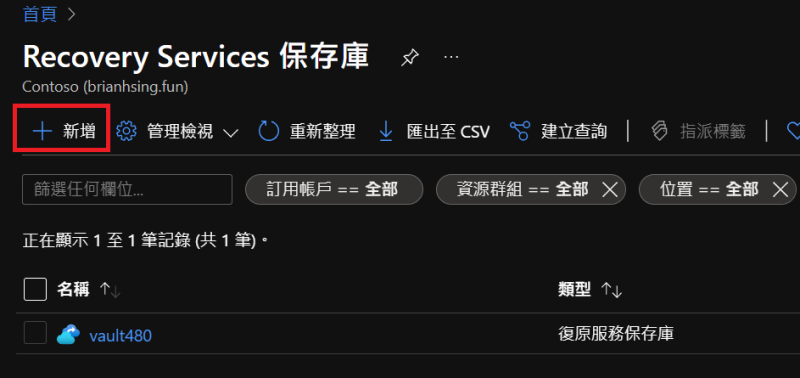 首頁 >
Recovery Services 保存庫 ...
Contoso (brianhsing.fun)
+ 新增 管理檢視 重新整理 匯出至 CSV 建立查詢 | 指派標籤 |
篩選任何欄位... 訂用帳戶 == 全部 資源群組 == 全部 × 位置 == 全部 ×
正在顯示 1 至 1 筆記錄 (共 1 筆)。
名稱 ↑↓ 類型 ↑↓
vault480 復原服務保存庫